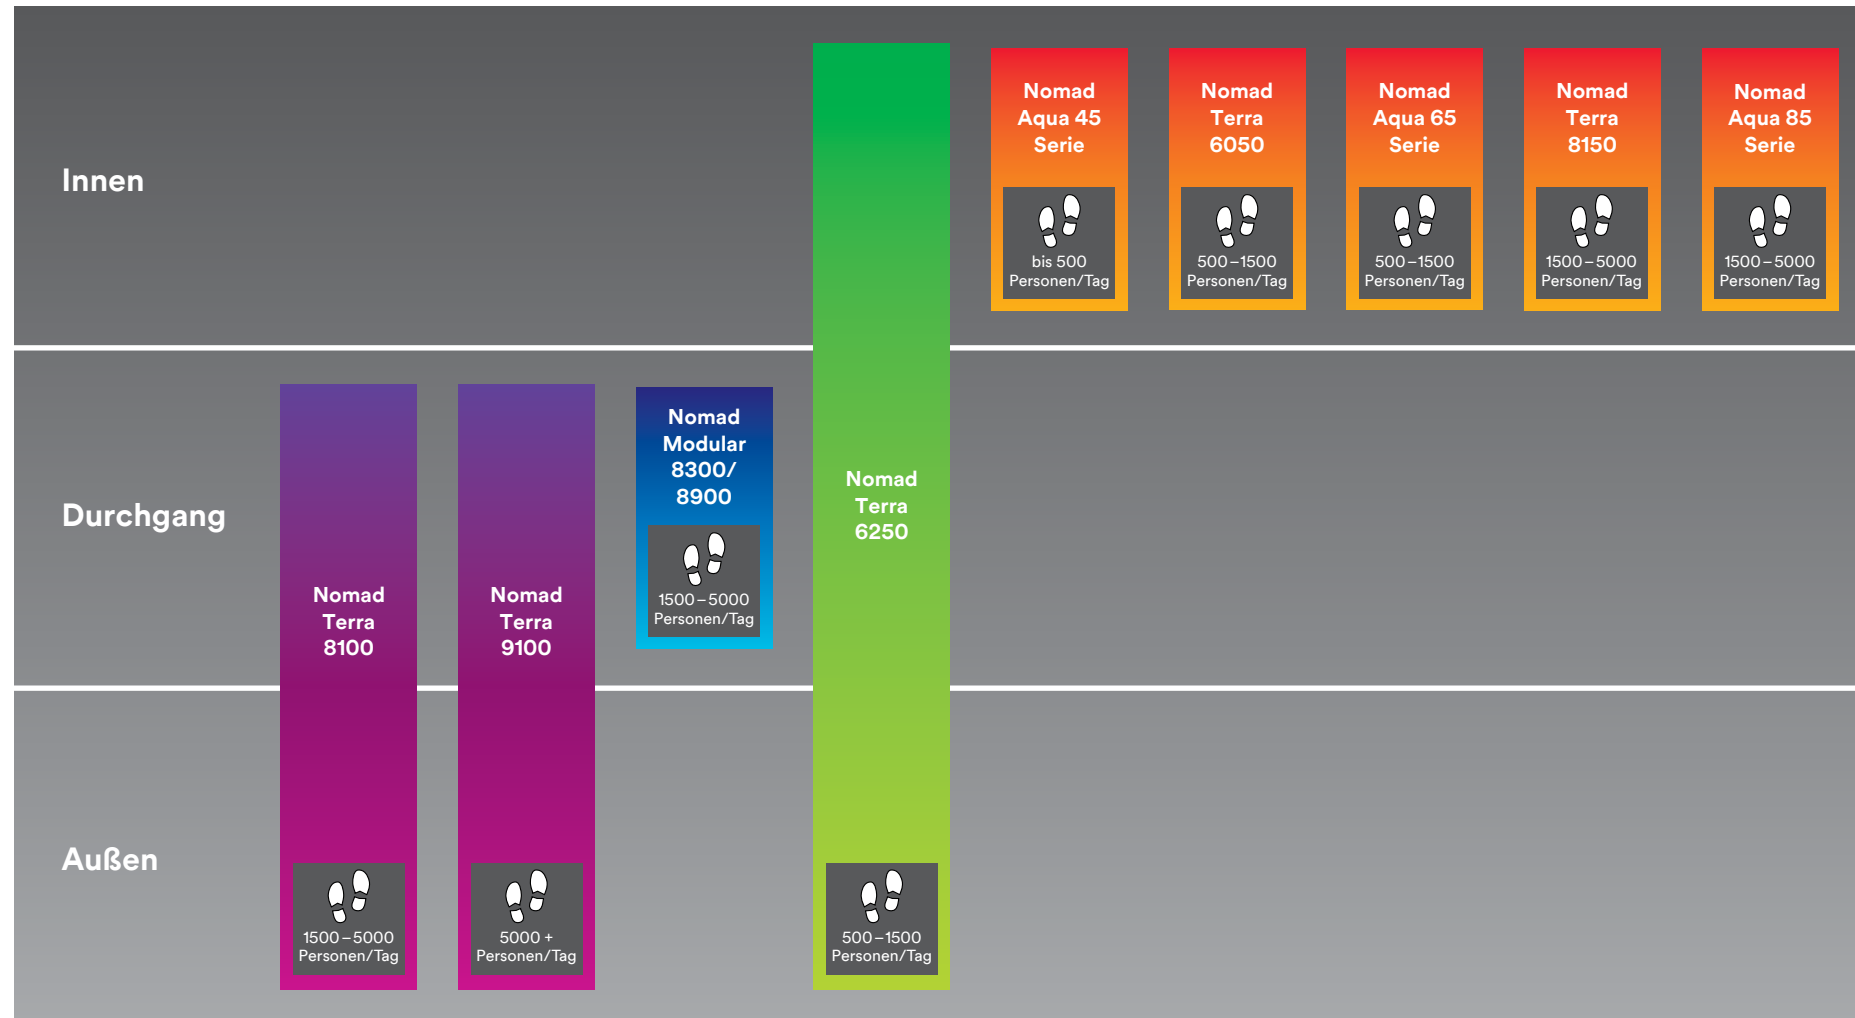 Innen
Nomad
Aqua 45
Serie
bis 500
Personen/Tag
Nomad
Terra
6050
500–1500
Personen/Tag
Nomad
Aqua 65
Serie
500–1500
Personen/Tag
Nomad
Terra
8150
1500–5000
Personen/Tag
Nomad
Aqua 85
Serie
1500–5000
Personen/Tag
Durchgang
Nomad
Terra
8100
Nomad
Terra
9100
Nomad
Modular
8300/
8900
1500–5000
Personen/Tag
Nomad
Terra
6250
Außen
1500–5000
Personen/Tag
5000 +
Personen/Tag
500–1500
Personen/Tag